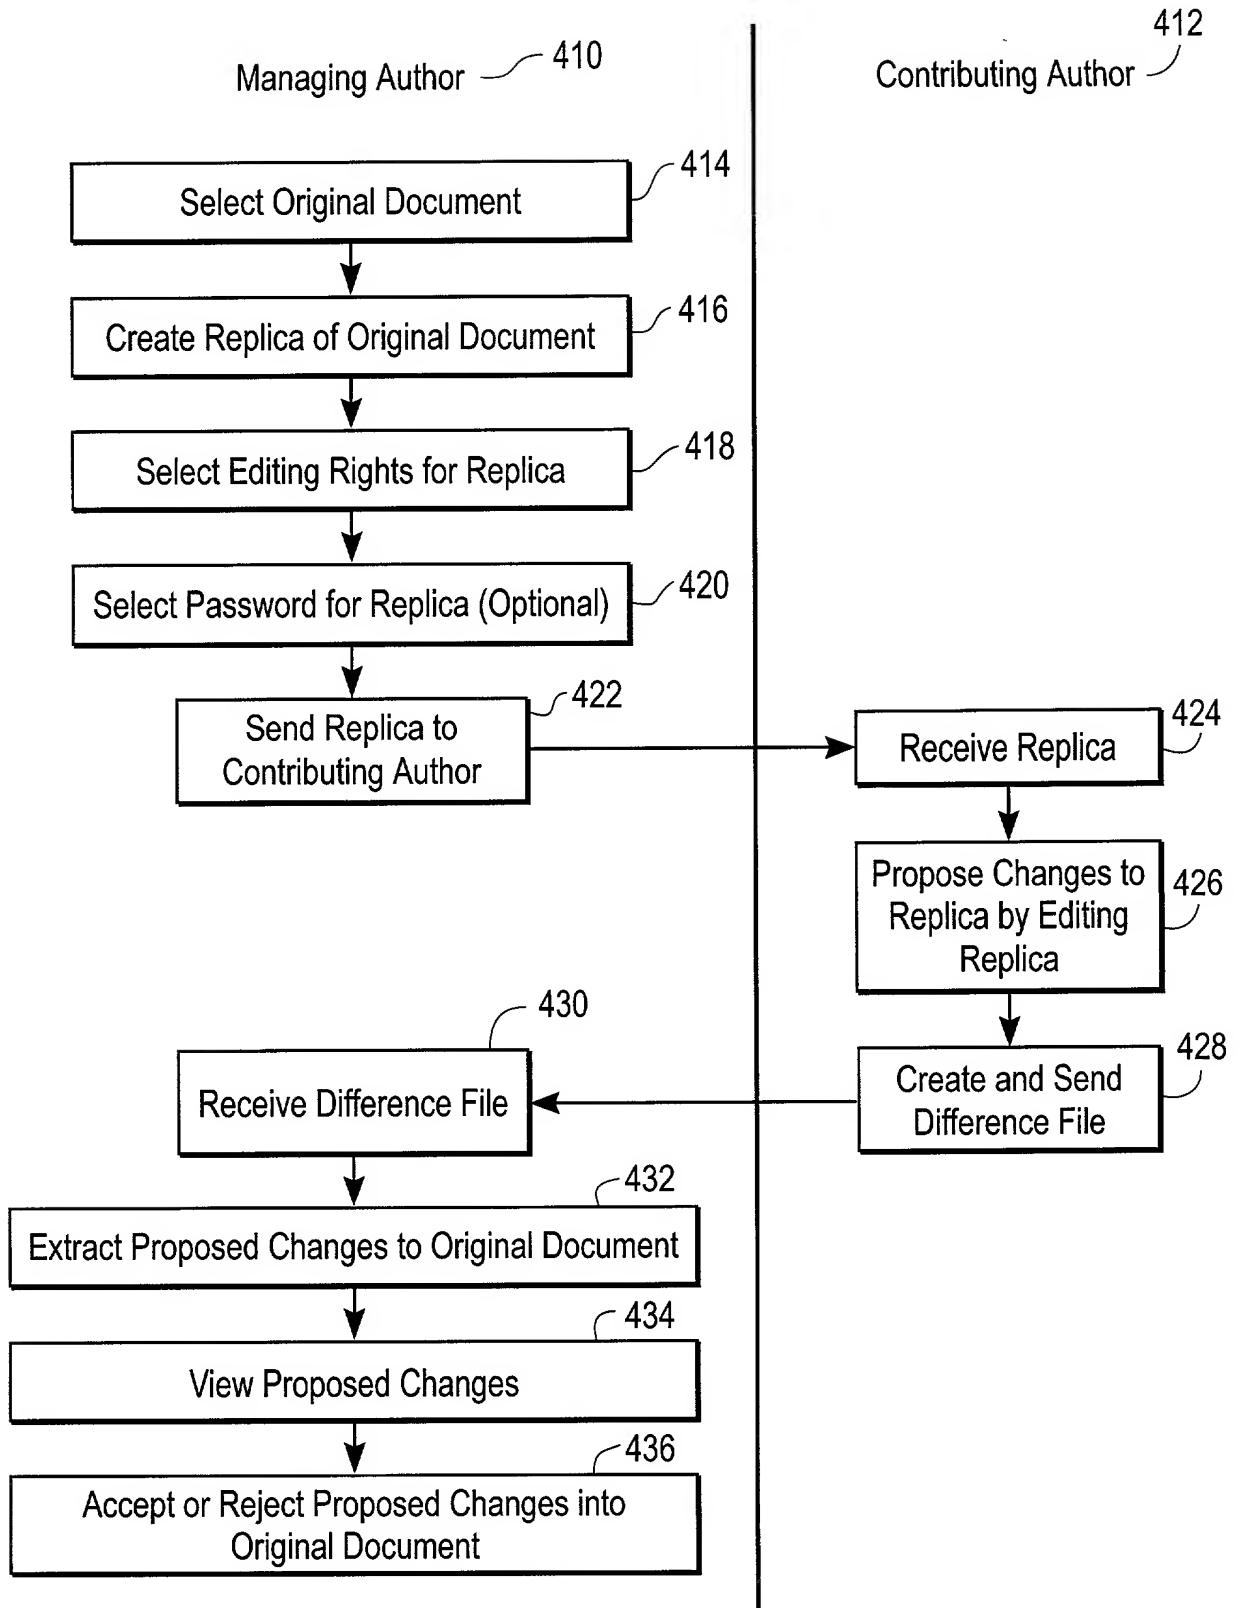 412
Managing Author
410
Contributing Author
414
Select Original Document
416
Create Replica of Original Document
418
Select Editing Rights for Replica
420
Select Password for Replica (Optional)
422
Send Replica to
Contributing Author
424
Receive Replica
Propose Changes to
Replica by Editing
Replica
426
430
Receive Difference File
428
Create and Send
Difference File
432
Extract Proposed Changes to Original Document
434
View Proposed Changes
436
Accept or Reject Proposed Changes into
Original Document